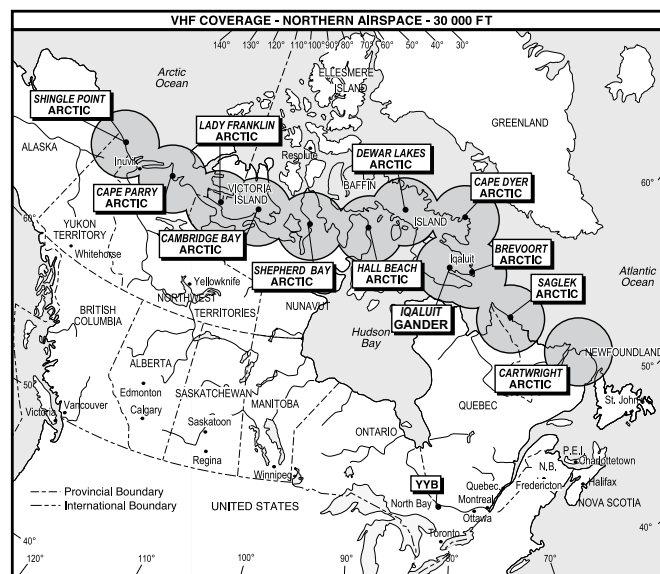 VHF COVERAGE - NORTHERN AIRSPACE - 30 000 FT
140° 130° 120° 110° 100° 90° 80° 70° 60° 50° 40° 30°
Arctic
Ocean
ELLESMERE
ISLAND
SHINGLE POINT
ARCTIC
LADY FRANKLIN
ARCTIC
GREENLAND
ALASKA
Inuvik
Resolute
DEWAR LAKES
ARCTIC
CAPE PARRY
ARCTIC
VICTORIA
ISLAND
BAFFIN
ISLAND
CAPE DYER
ARCTIC
60°
60°
YUKON
TERRITORY
Whitehorse
CAMBRIDGE BAY
ARCTIC
SHEPHERD BAY
ARCTIC
HALL BEACH
ARCTIC
Iqaluit
BREVOORT
ARCTIC
Atlantic
Ocean
Yellowknife
NORTHWEST
TERRITORIES
NUNAVUT
IQALUIT
GANDER
SAGLEK
ARCTIC
BRITISH
COLUMBIA
Hudson
Bay
NEWFOUNDLAND
ALBERTA
CARTWRIGHT
ARCTIC
50°
50°
Edmonton
SASKATCHEWAN
MANITOBA
QUEBEC
St. John's
Vancouver
Victoria
Calgary
Saskatoon
ONTARIO
Regina
Winnipeg
P.E.I.
Charlottetown
N.B.
YYB
Quebec
Fredericton
Halifax
Provincial Boundary
International Boundary
UNITED STATES
North Bay
Montreal
Ottawa
NOVA SCOTIA
Toronto
40°
40°
120° 110° 100° 90° 80° 70°